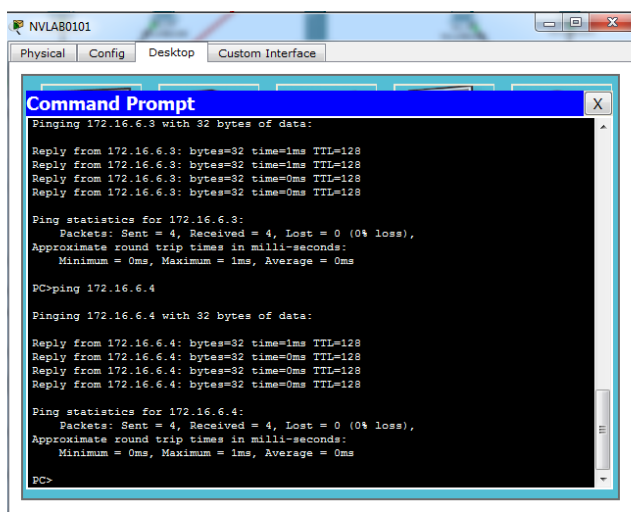 NVLAB0101
Physical Config Desktop Custom Interface
Command Prompt
X
Pinging 172.16.6.3 with 32 bytes of data:
Reply from 172.16.6.3: bytes=32 time=1ms TTL=128
Reply from 172.16.6.3: bytes=32 time=1ms TTL=128
Reply from 172.16.6.3: bytes=32 time=0ms TTL=128
Reply from 172.16.6.3: bytes=32 time=0ms TTL=128
Ping statistics for 172.16.6.3:
Packets: Sent = 4, Received = 4, Lost = 0 (0% loss),
Approximate round trip times in milli-seconds:
Minimum = 0ms, Maximum = 1ms, Average = 0ms
PC>ping 172.16.6.4
Pinging 172.16.6.4 with 32 bytes of data:
Reply from 172.16.6.4: bytes=32 time=1ms TTL=128
Reply from 172.16.6.4: bytes=32 time=0ms TTL=128
Reply from 172.16.6.4: bytes=32 time=0ms TTL=128
Reply from 172.16.6.4: bytes=32 time=0ms TTL=128
Ping statistics for 172.16.6.4:
Packets: Sent = 4, Received = 4, Lost = 0 (0% loss),
Approximate round trip times in milli-seconds:
Minimum = 0ms, Maximum = 1ms, Average = 0ms
PC>